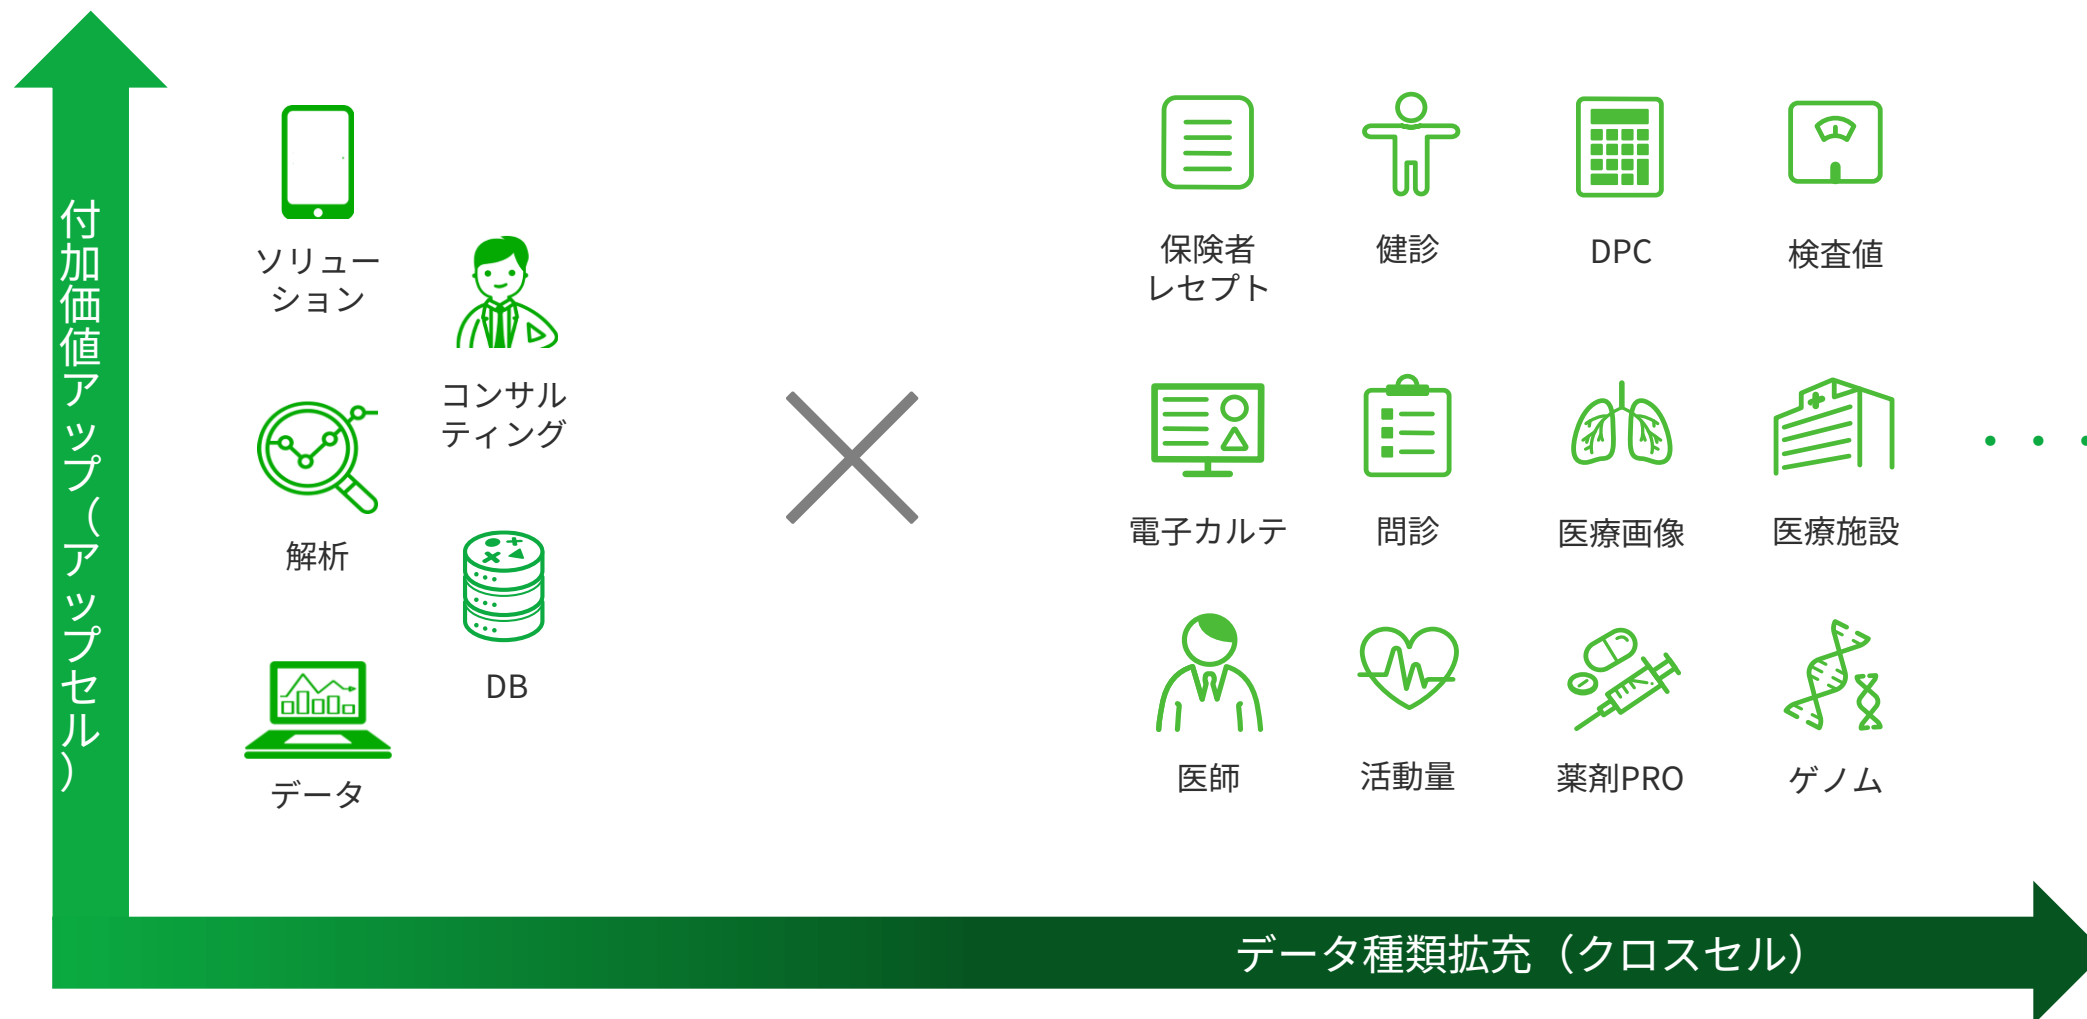 付加価値アップ（アップセル）
ソリュー
ション
コンサル
ティング
解析
DB
データ
保険者
レセプト
健診
DPC
検査値
電子カルテ
問診
医療画像
医療施設
・・・
医師
活動量
薬剤PRO
ゲノム
データ種類拡充（クロスセル）